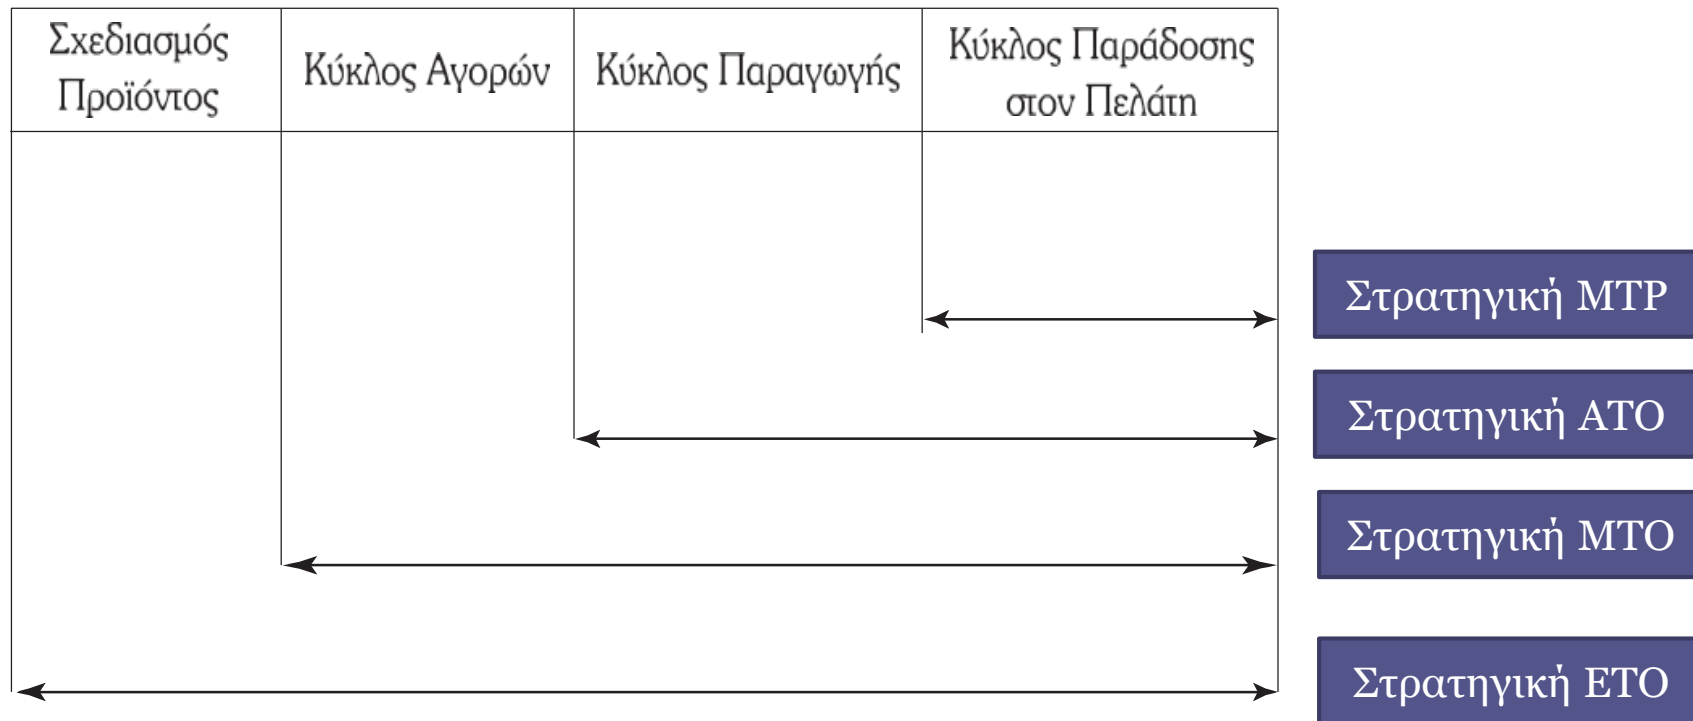 Σχεδιασμός
Προϊόντος
Κύκλος Αγορών
Κύκλος Παραγωγής
Κύκλος Παράδοσης
στον Πελάτη
Στρατηγική MTP
Στρατηγική ATO
Στρατηγική MTO
Στρατηγική ETO